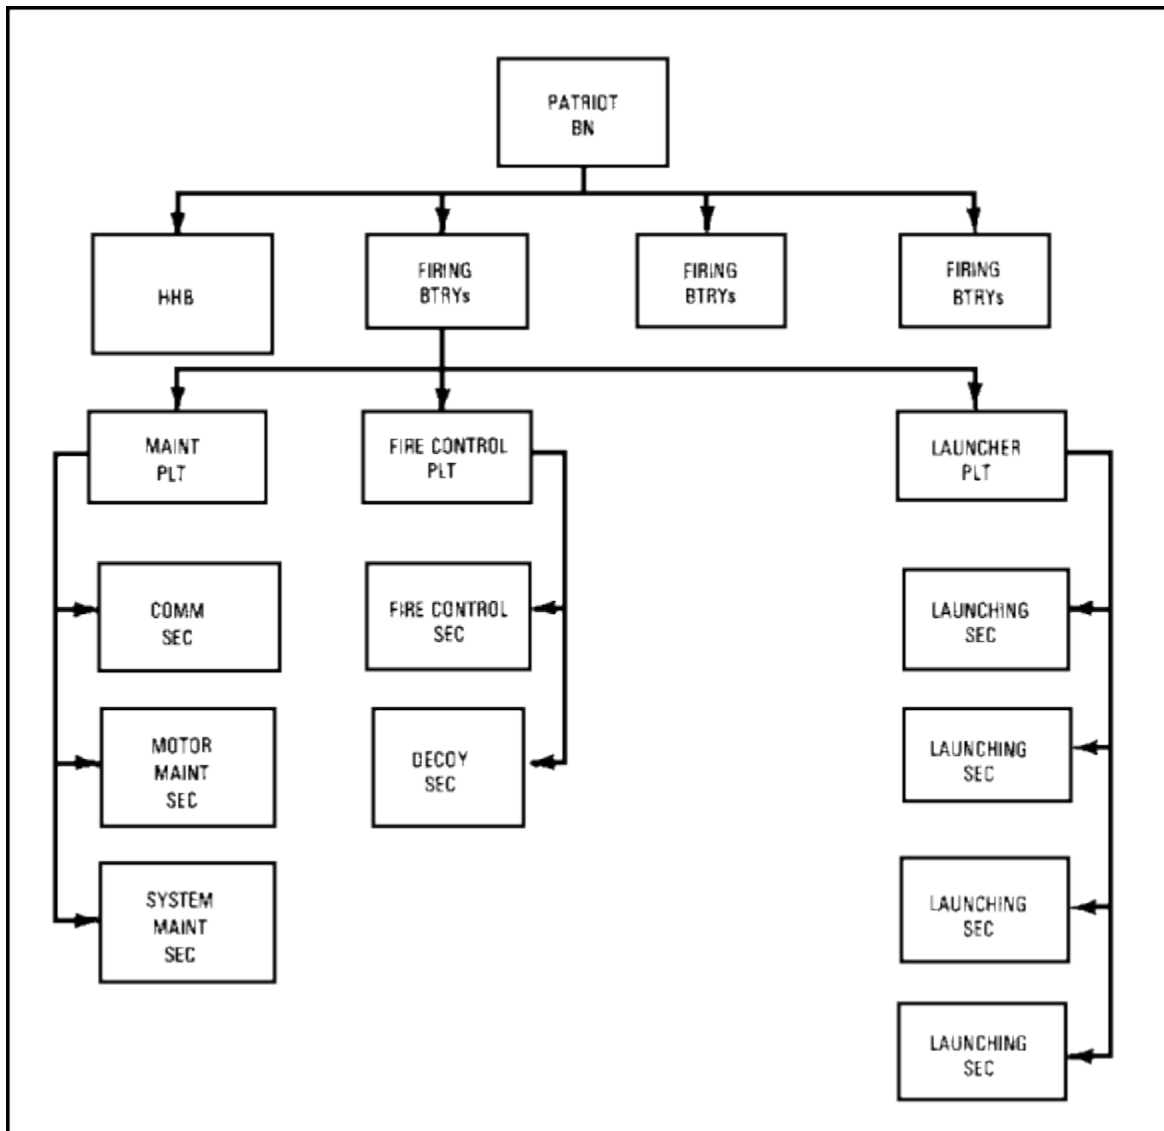 PATRIOT
BN
HHB
FIRING
BTRYs
FIRING
BTRYs
FIRING
BTRYs
MAINT
PLT
FIRE CONTROL
PLT
LAUNCHER
PLT
COMM
SEC
FIRE CONTROL
SEC
LAUNCHING
SEC
MOTOR
MAINT
SEC
DECOY
SEC
LAUNCHING
SEC
SYSTEM
MAINT
SEC
LAUNCHING
SEC
LAUNCHING
SEC